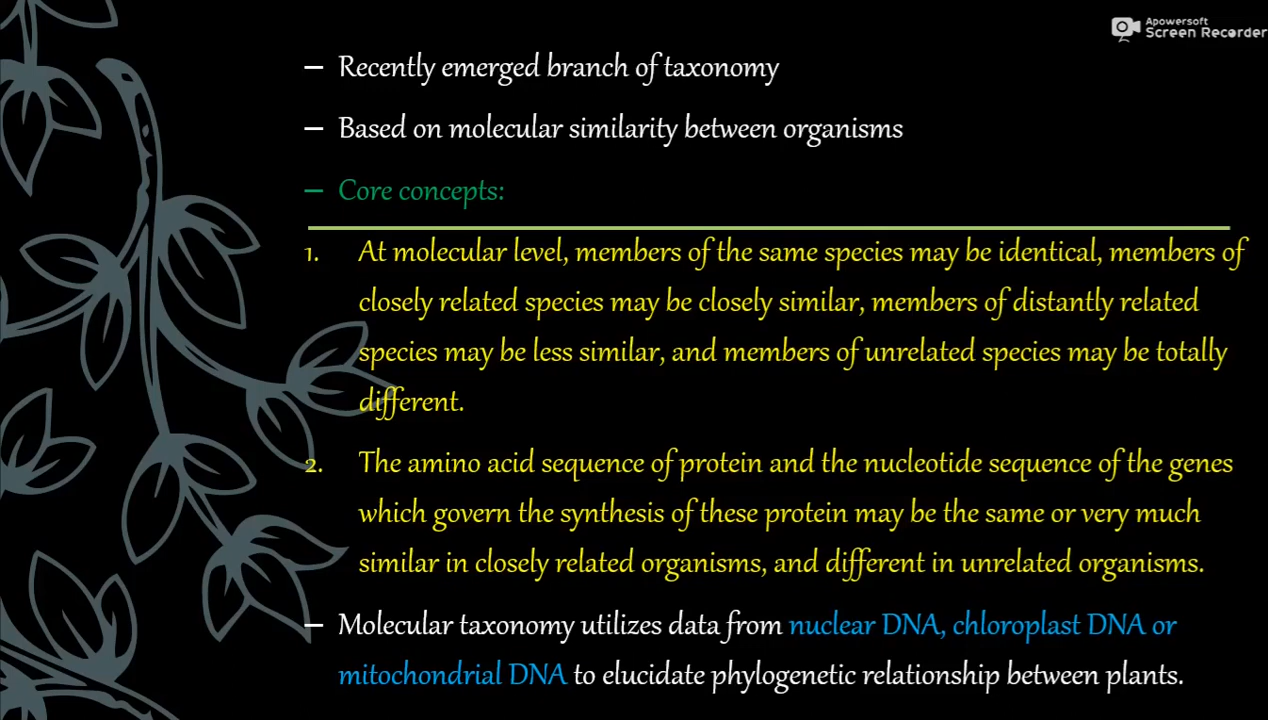 Apowersoft
Screen Recorder
– Recently emerged branch of taxonomy
– Based on molecular similarity between organisms
– Core concepts:
1. At molecular level, members of the same species may be identical, members of
closely related species may be closely similar, members of distantly related
species may be less similar, and members of unrelated species may be totally
different.
2. The amino acid sequence of protein and the nucleotide sequence of the genes
which govern the synthesis of these protein may be the same or very much
similar in closely related organisms, and different in unrelated organisms.
– Molecular taxonomy utilizes data from nuclear DNA, chloroplast DNA or
mitochondrial DNA to elucidate phylogenetic relationship between plants.